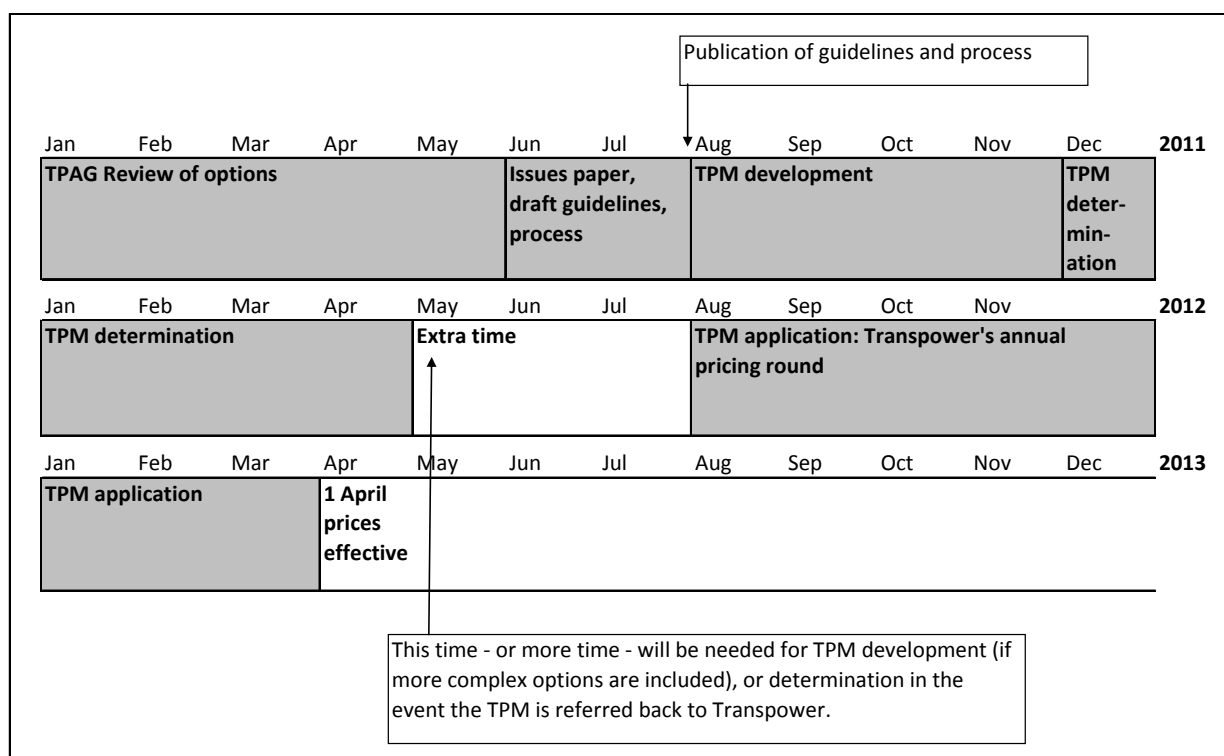 Publication of guidelines and process
Jan Feb Mar Apr May Jun Jul Aug Sep Oct Nov Dec 2011
TPAG Review of options
Issues paper,
draft guidelines,
process
TPM development
TPM
deter-
min-
ation
Jan Feb Mar Apr May Jun Jul Aug Sep Oct Nov 2012
TPM determination
Extra time
TPM application: Transpower's annual
pricing round
Jan Feb Mar Apr May Jun Jul Aug Sep Oct Nov Dec 2013
TPM application
1 April
prices
effective
This time - or more time - will be needed for TPM development (if
more complex options are included), or determination in the
event the TPM is referred back to Transpower.